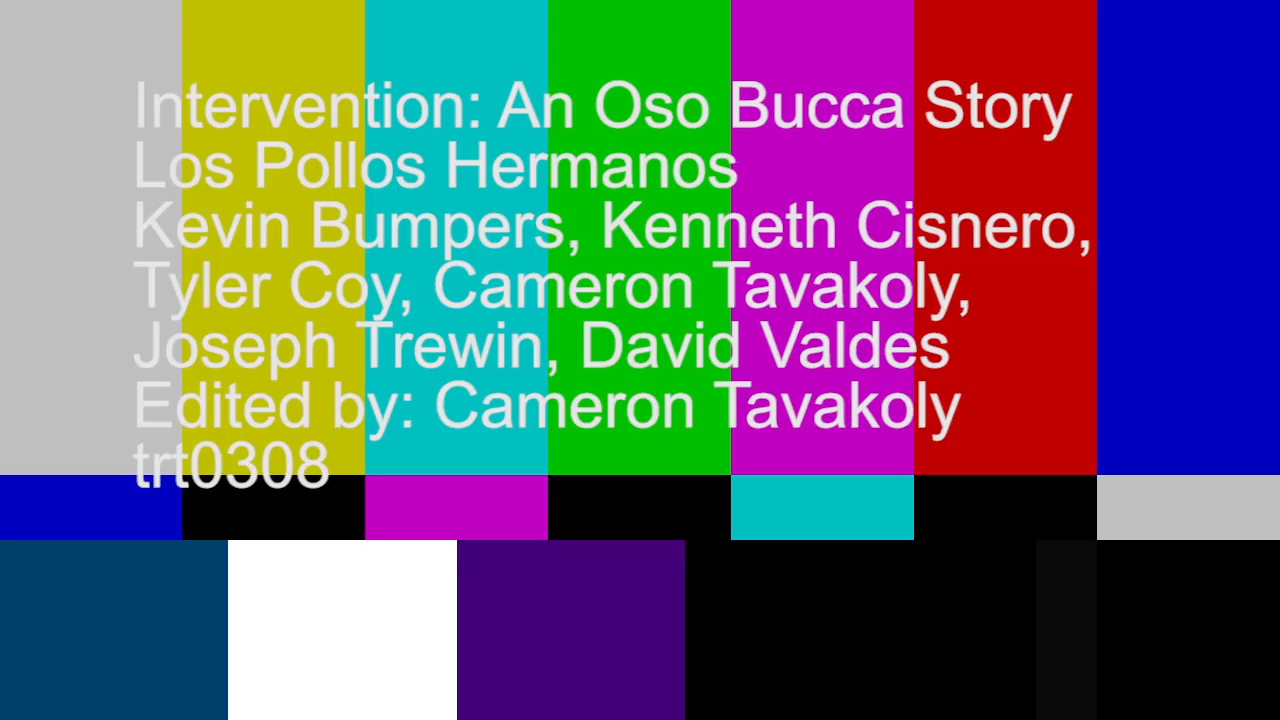 Intervention: An Oso Bucca Story
Los Pollos Hermanos
Kevin Bumpers, Kenneth Cisnero,
Tyler Coy, Cameron Tavakoly,
Joseph Trewin, David Valdes
Edited by: Cameron Tavakoly
trt0308